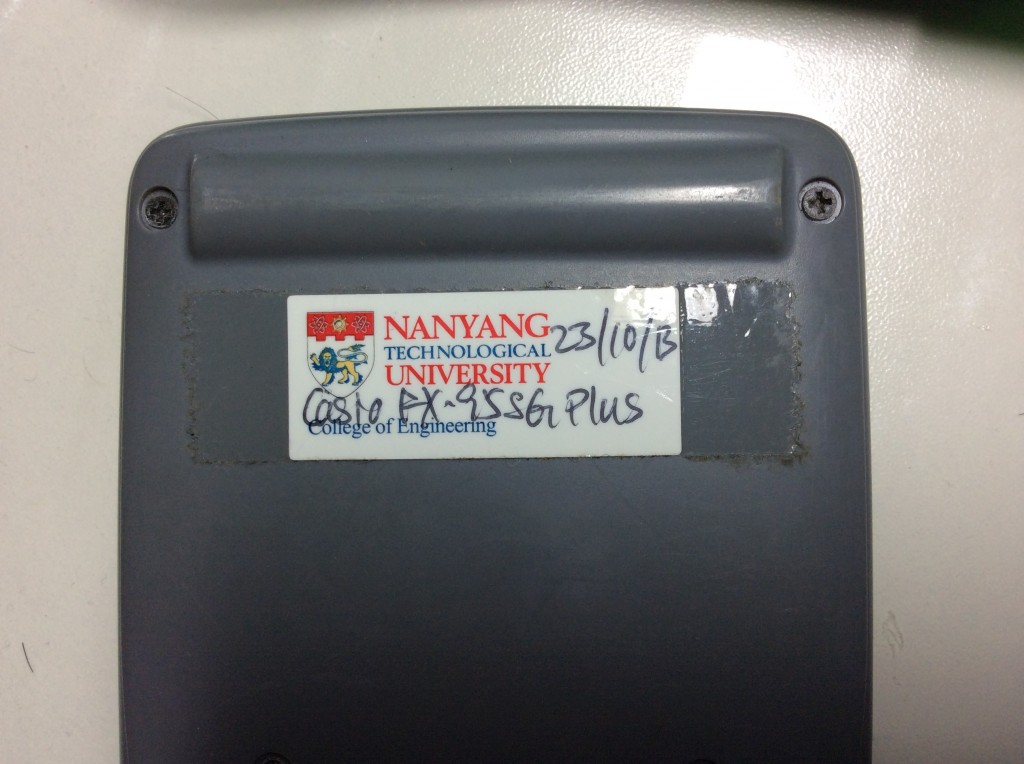 NANYANG
TECHNOLOGICAL
UNIVERSITY
23/10/13
Casio FX-95SG Plus
College of Engineering